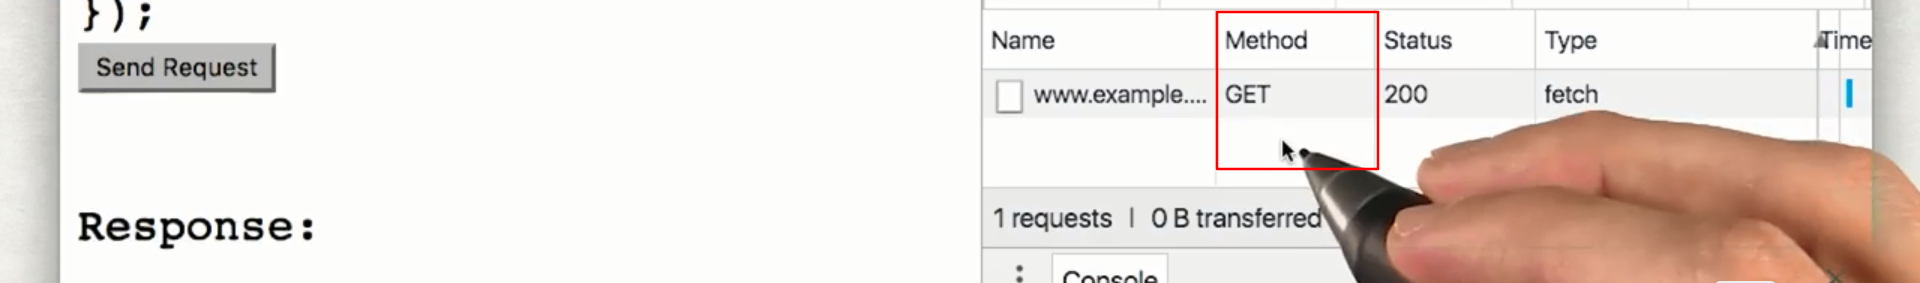 });
Send Request
Response:
Name Method Status Type Time
www.example.... GET 200 fetch
1 requests | 0 B transferred
Console